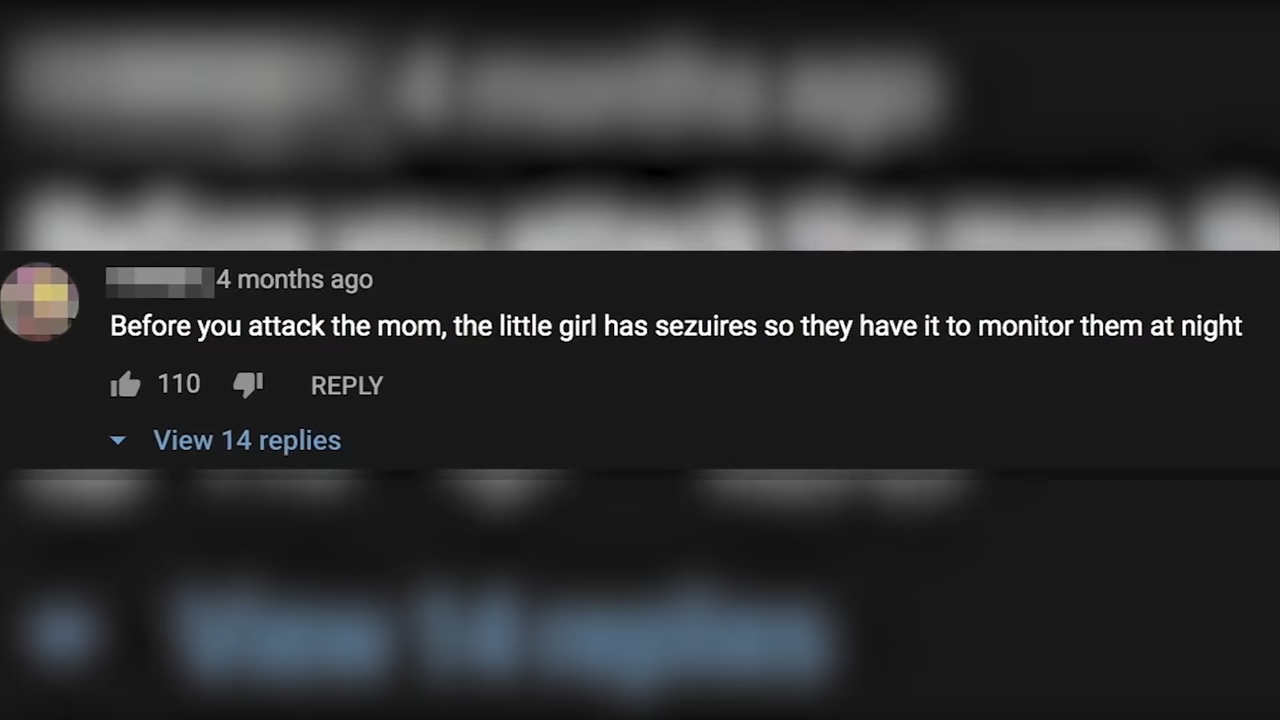 4 months ago
Before you attack the mom, the little girl has sezuires so they have it to monitor them at night
110 REPLY
View 14 replies